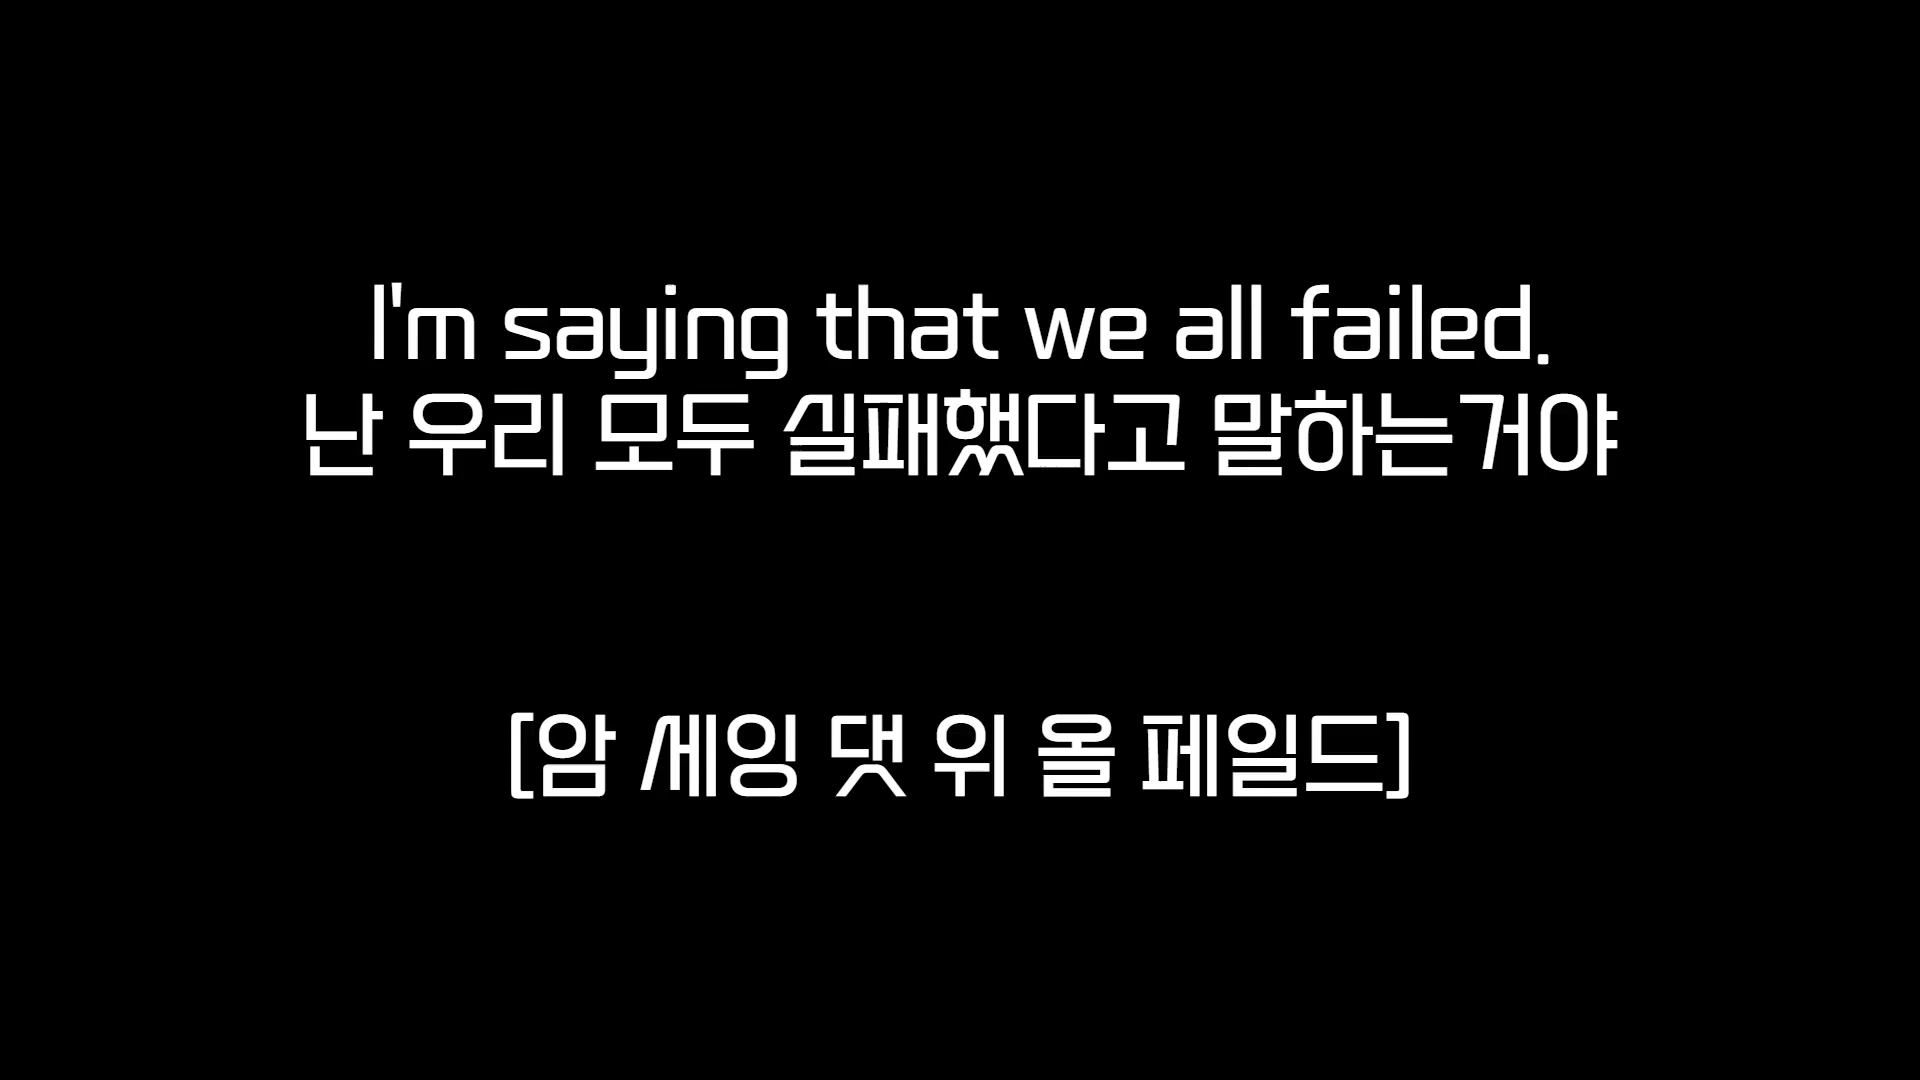 I'm saying that we all failed.
난 우리 모두 실패했다고 말하는거야
[암 세잉 댓 위 올 페일드]